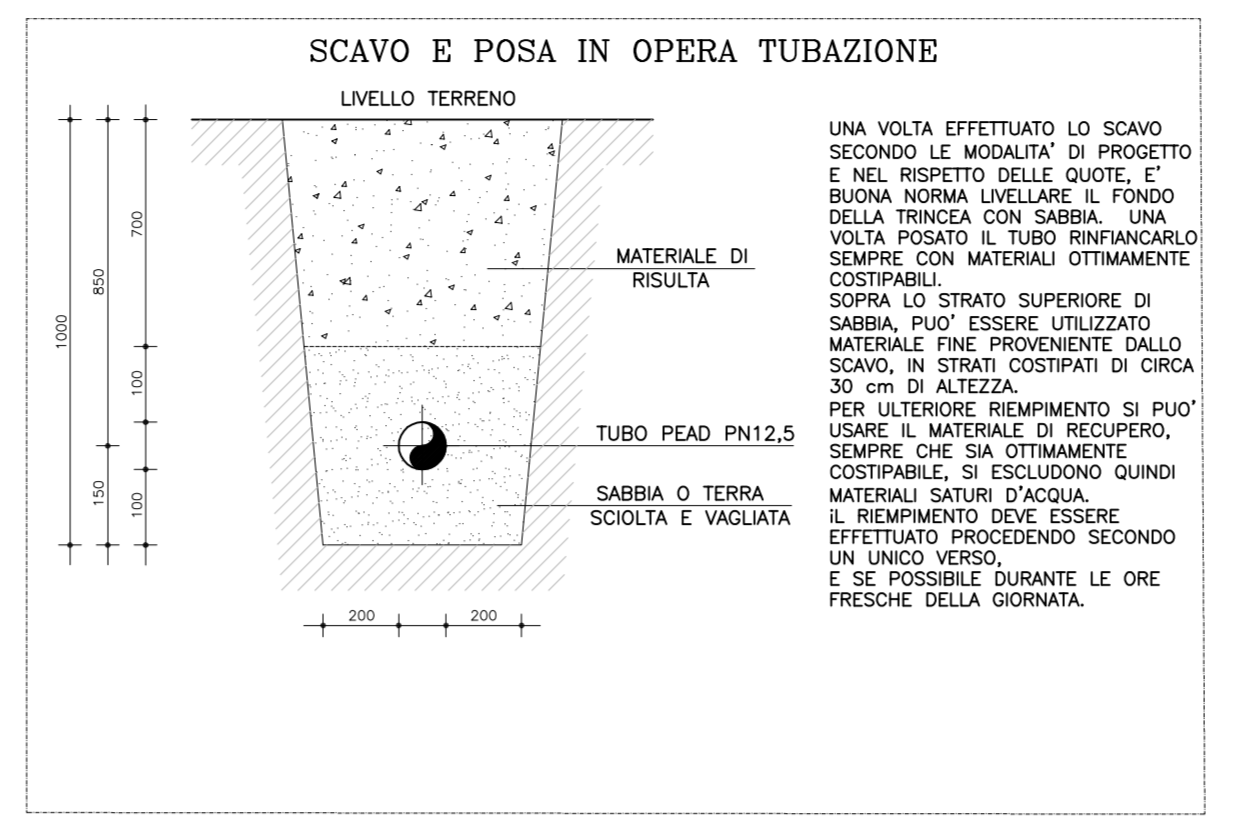 SCAVO E POSA IN OPERA TUBAZIONE
LIVELLO TERRENO
1000
850
150
700
100
100
200
200
MATERIALE DI
RISULTA
TUBO PEAD PN12,5
SABBIA O TERRA
SCIOLTA E VAGLIATA
UNA VOLTA EFFETTUATO LO SCAVO
SECONDO LE MODALITA' DI PROGETTO
E NEL RISPETTO DELLE QUOTE, E'
BUONA NORMA LIVELLARE IL FONDO
DELLA TRINCEA CON SABBIA. UNA
VOLTA POSATO IL TUBO RINFIANCARLO
SEMPRE CON MATERIALI OTTIMAMENTE
COSTIPABILI.
SOPRA LO STRATO SUPERIORE DI
SABBIA, PUO' ESSERE UTILIZZATO
MATERIALE FINE PROVENIENTE DALLO
SCAVO, IN STRATI COSTIPATI DI CIRCA
30 cm DI ALTEZZA.
PER ULTERIORE RIEMPIMENTO SI PUO'
USARE IL MATERIALE DI RECUPERO,
SEMPRE CHE SIA OTTIMAMENTE
COSTIPABILE, SI ESCLUDONO QUINDI
MATERIALI SATURI D'ACQUA.
iL RIEMPIMENTO DEVE ESSERE
EFFETTUATO PROCEDENDO SECONDO
UN UNICO VERSO,
E SE POSSIBILE DURANTE LE ORE
FRESCHE DELLA GIORNATA.